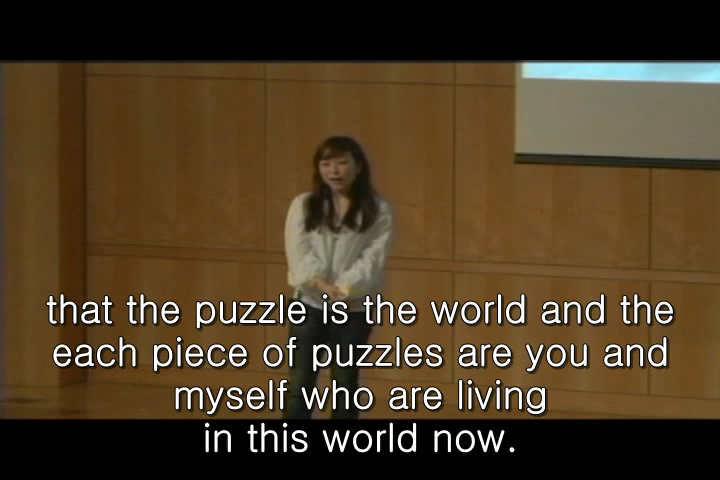 that the puzzle is the world and the
each piece of puzzles are you and
myself who are living
in this world now.